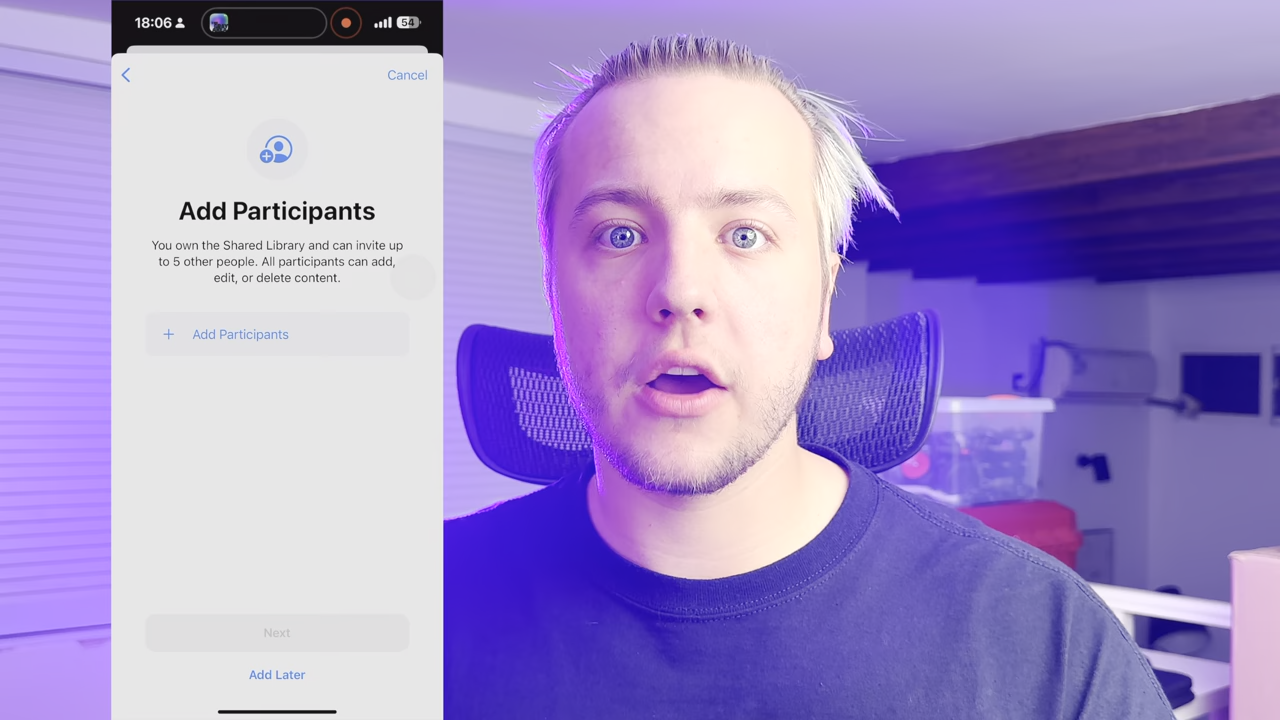 18:06
54
Cancel
Add Participants
You own the Shared Library and can invite up
to 5 other people. All participants can add,
edit, or delete content.
+ Add Participants
Next
Add Later